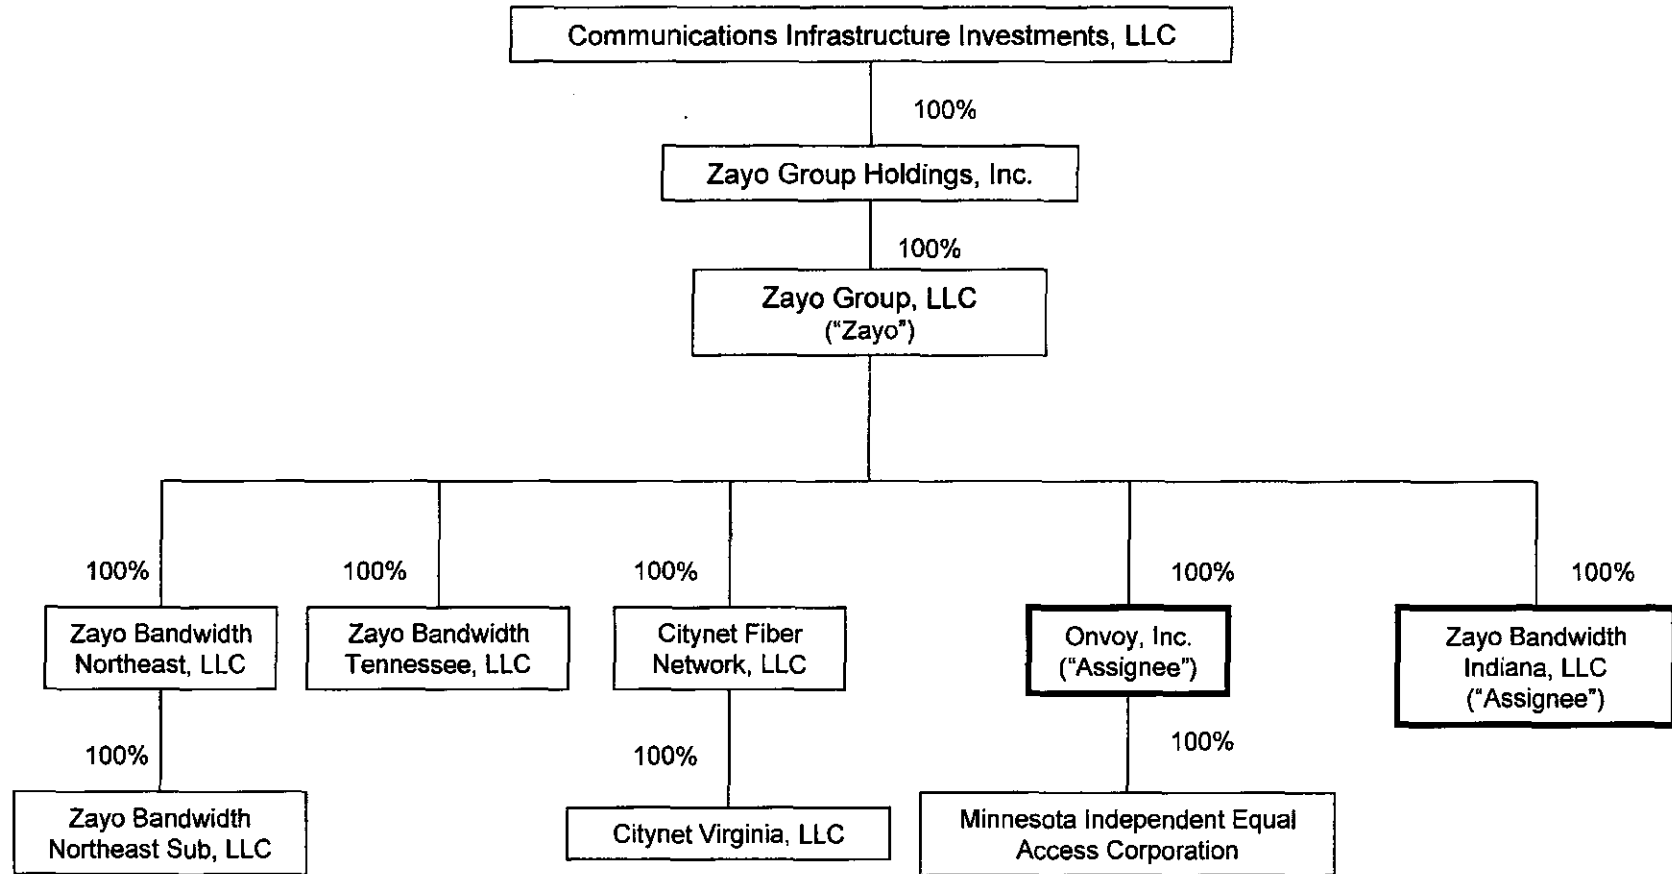 Communications Infrastructure Investments, LLC
100%
Zayo Group Holdings, Inc.
100%
Zayo Group, LLC
(“Zayo”)
100%
100%
100%
100%
100%
Zayo Bandwidth
Northeast, LLC
Zayo Bandwidth
Tennessee, LLC
Citynet Fiber
Network, LLC
Onvoy, Inc.
(“Assignee”)
Zayo Bandwidth
Indiana, LLC
(“Assignee”)
100%
100%
100%
Zayo Bandwidth
Northeast Sub, LLC
Citynet Virginia, LLC
Minnesota Independent Equal
Access Corporation